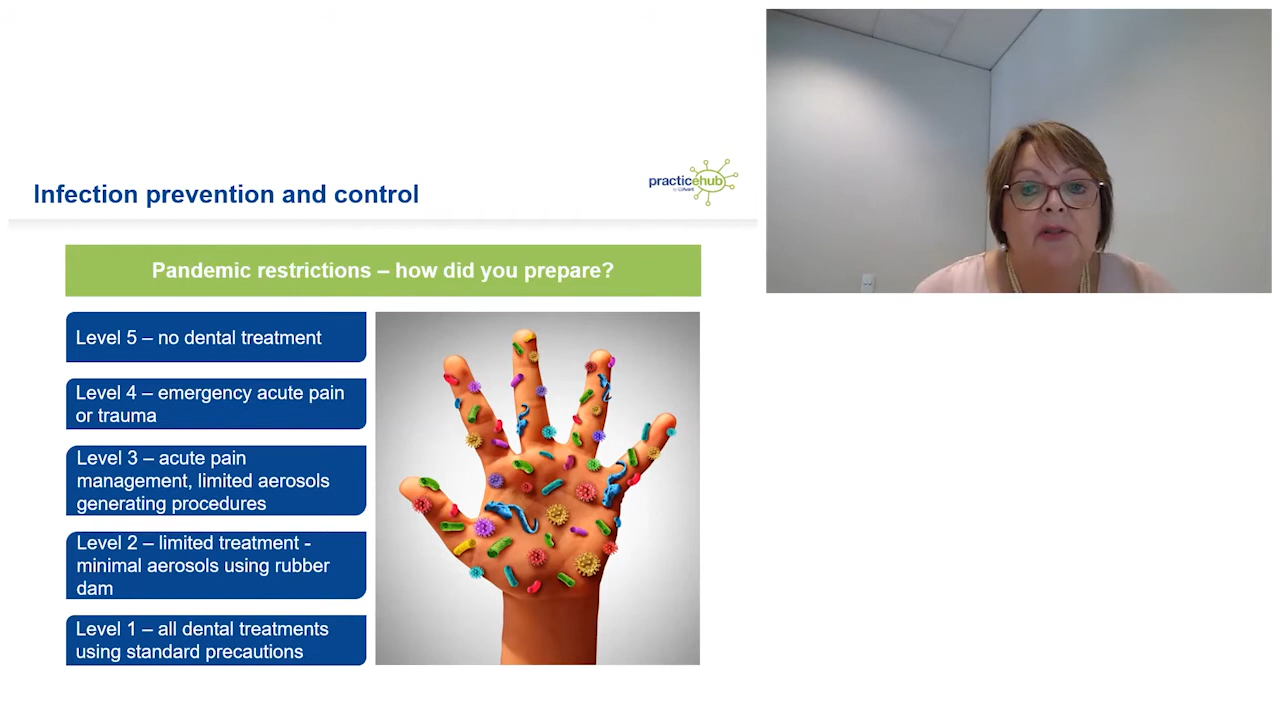 Infection prevention and control
practicehub
by Avant
Pandemic restrictions – how did you prepare?
Level 5 – no dental treatment
Level 4 – emergency acute pain
or trauma
Level 3 – acute pain
management, limited aerosols
generating procedures
Level 2 – limited treatment -
minimal aerosols using rubber
dam
Level 1 – all dental treatments
using standard precautions